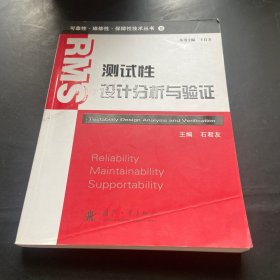 可靠性·维修性·保障性技术丛书
RMS
测试性
设计分析与验证
Testability Design Analysis and Verification
主编 石君友
Reliability
Maintainability
Supportability